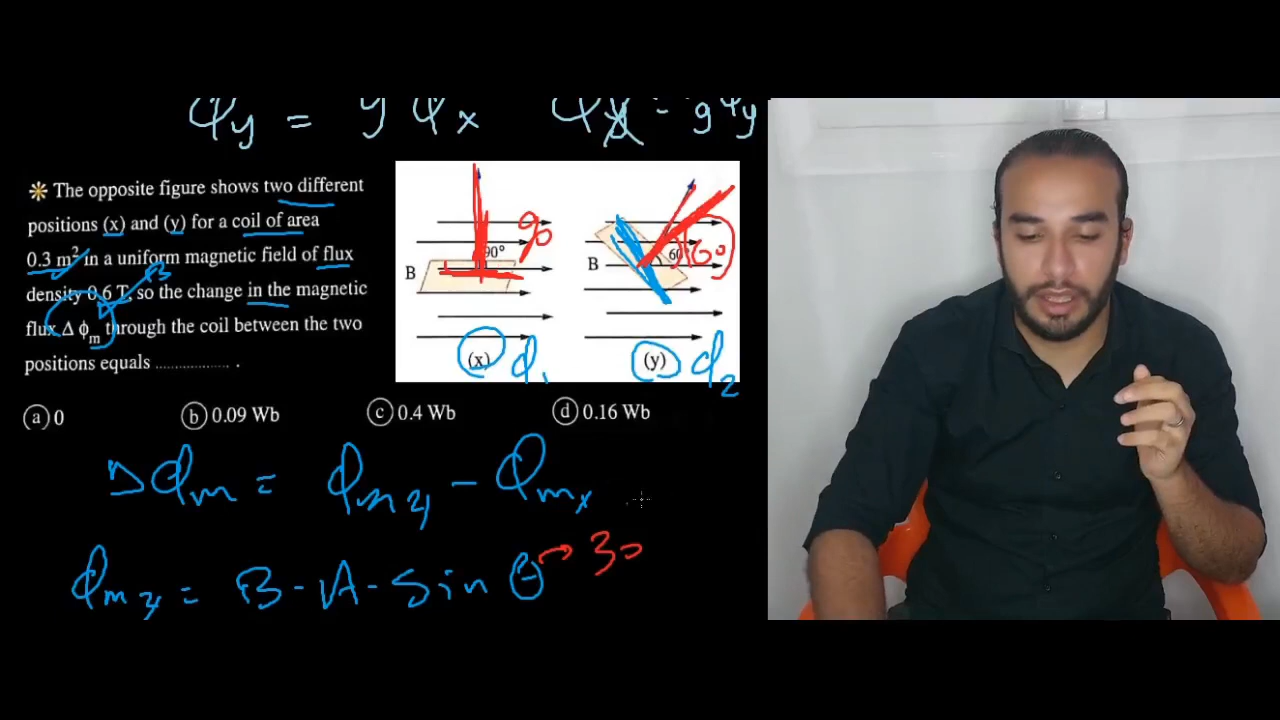 φy = 9 φx φx = 9 φy
The opposite figure shows two different
positions (x) and (y) for a coil of area
0.3 m² in a uniform magnetic field of flux
density 0.6 T, so the change in the magnetic
flux Δ ϕm through the coil between the two
positions equals .................... .
B
90°
90
(x)
φ1
B
60
60
(y)
φ2
B
ⓐ 0 ⓑ 0.09 Wb ⓒ 0.4 Wb ⓓ 0.16 Wb
Δφm = φmy - φmx
φmy = B - A - sin θ → 30